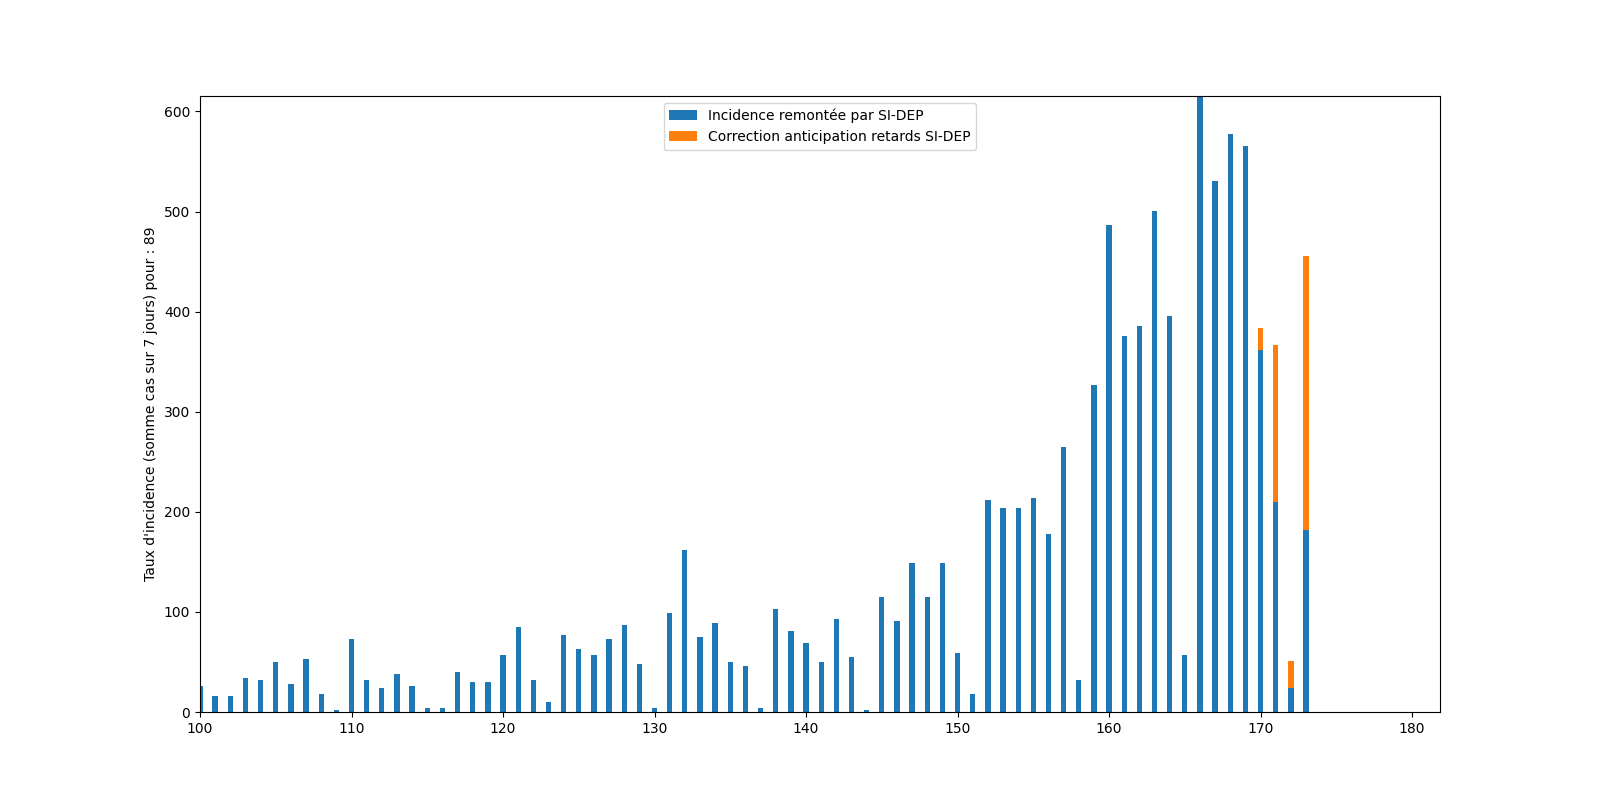 Incidence remontée par SI-DEP
Correction anticipation retards SI-DEP
Taux d'incidence (somme cas sur 7 jours) pour : 89
600
500
400
300
200
100
0
100 110 120 130 140 150 160 170 180